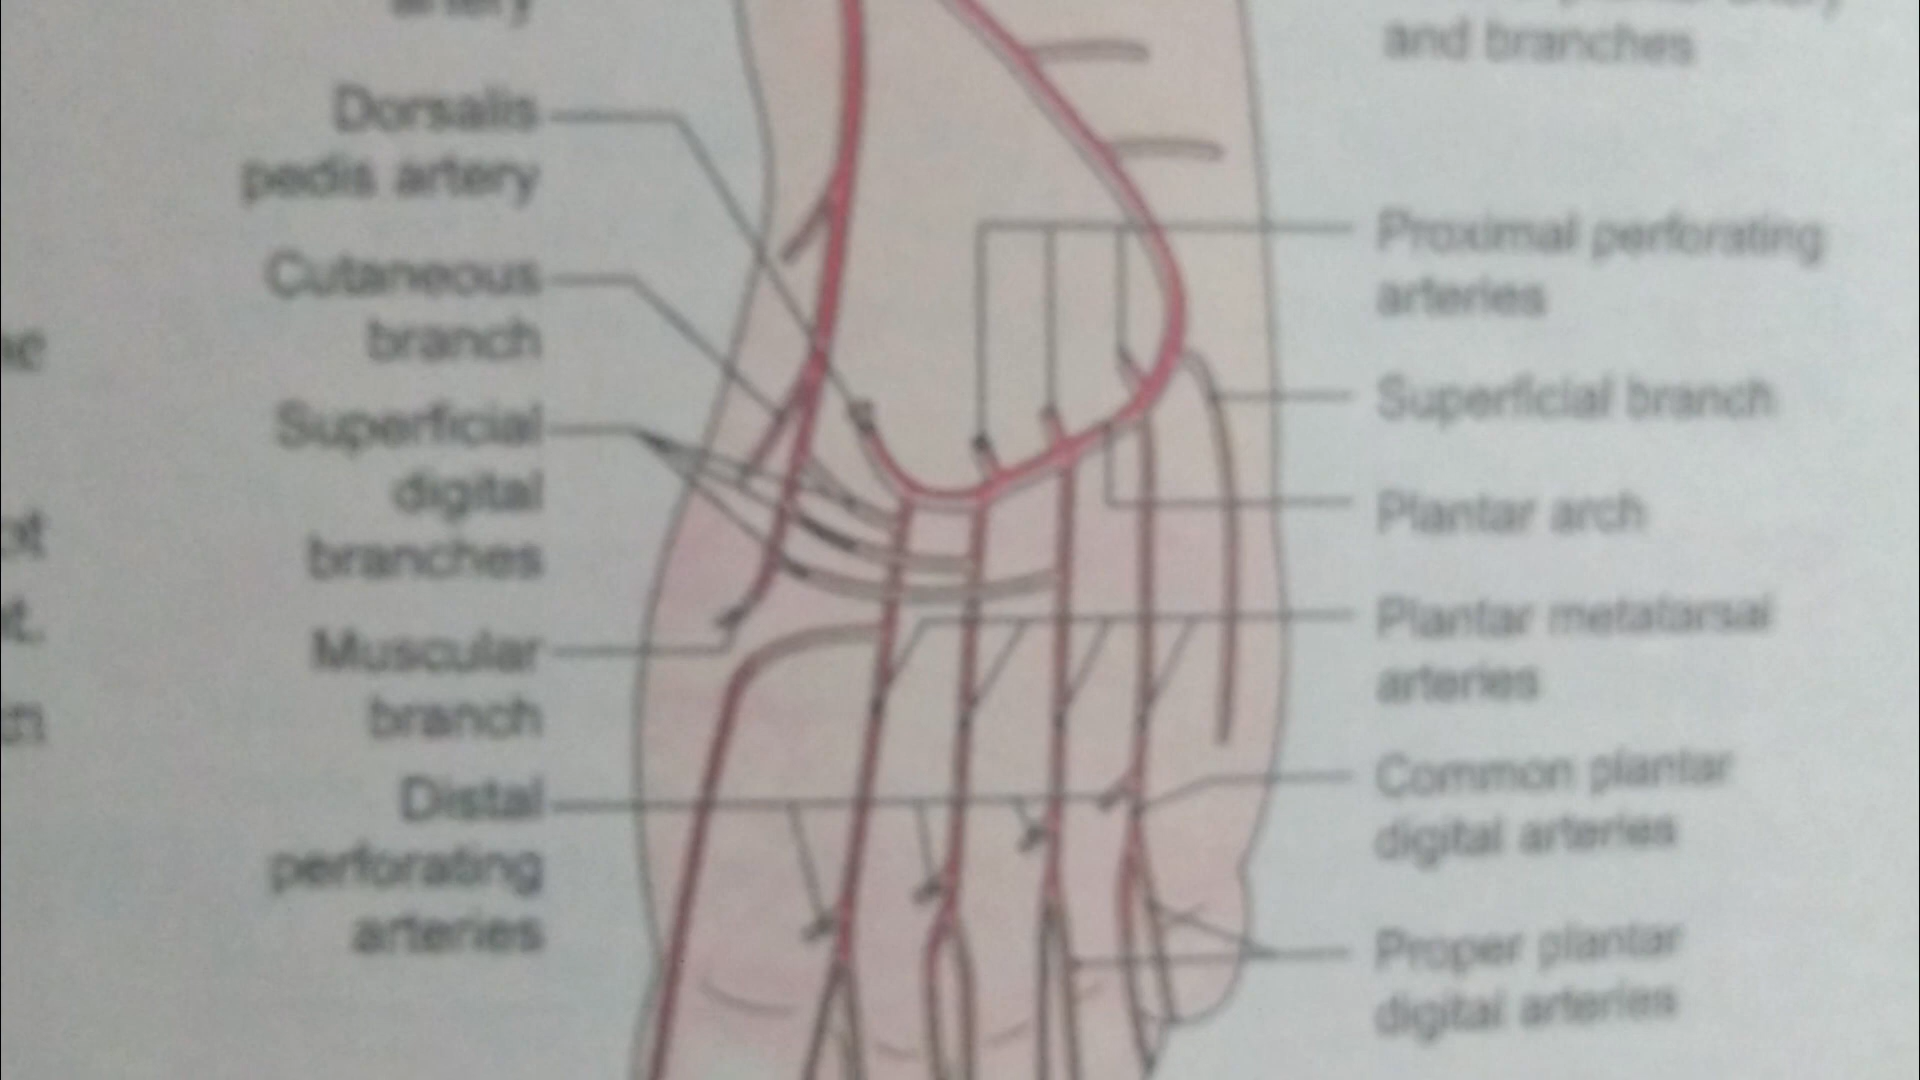 artery
Dorsalis
pedis artery
Cutaneous
branch
Superficial
digital
branches
Muscular
branch
Distal
perforating
arteries
and branches
Proximal perforating
arteries
Superficial branch
Plantar arch
Plantar metatarsal
arteries
Common plantar
digital arteries
Proper plantar
digital arteries